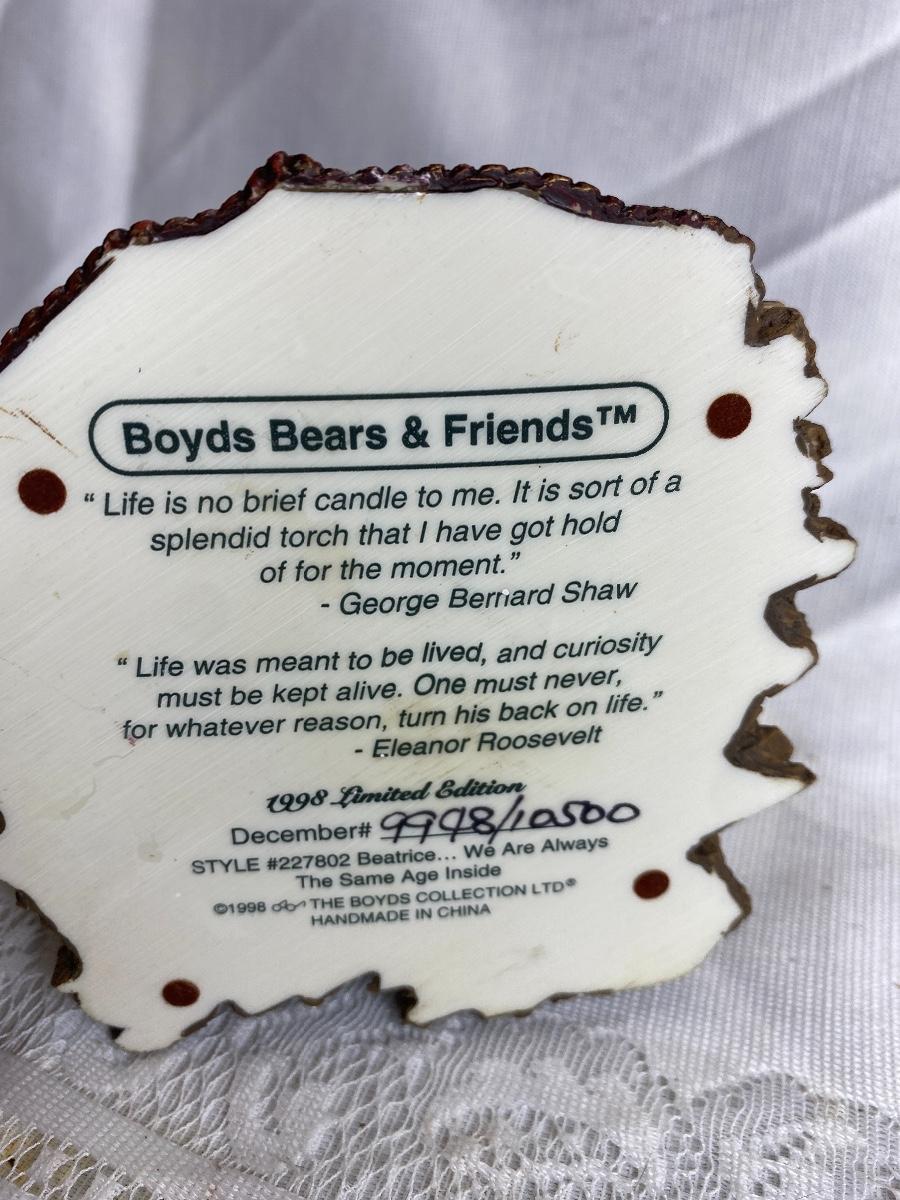 Boyds Bears & Friends™
“ Life is no brief candle to me. It is sort of a
splendid torch that I have got hold
of for the moment.”
- George Bernard Shaw
“ Life was meant to be lived, and curiosity
must be kept alive. One must never,
for whatever reason, turn his back on life.”
- Eleanor Roosevelt
1998 Limited Edition
December# 9998/10500
STYLE #227802 Beatrice... We Are Always
The Same Age Inside
©1998 THE BOYDS COLLECTION LTD®
HANDMADE IN CHINA